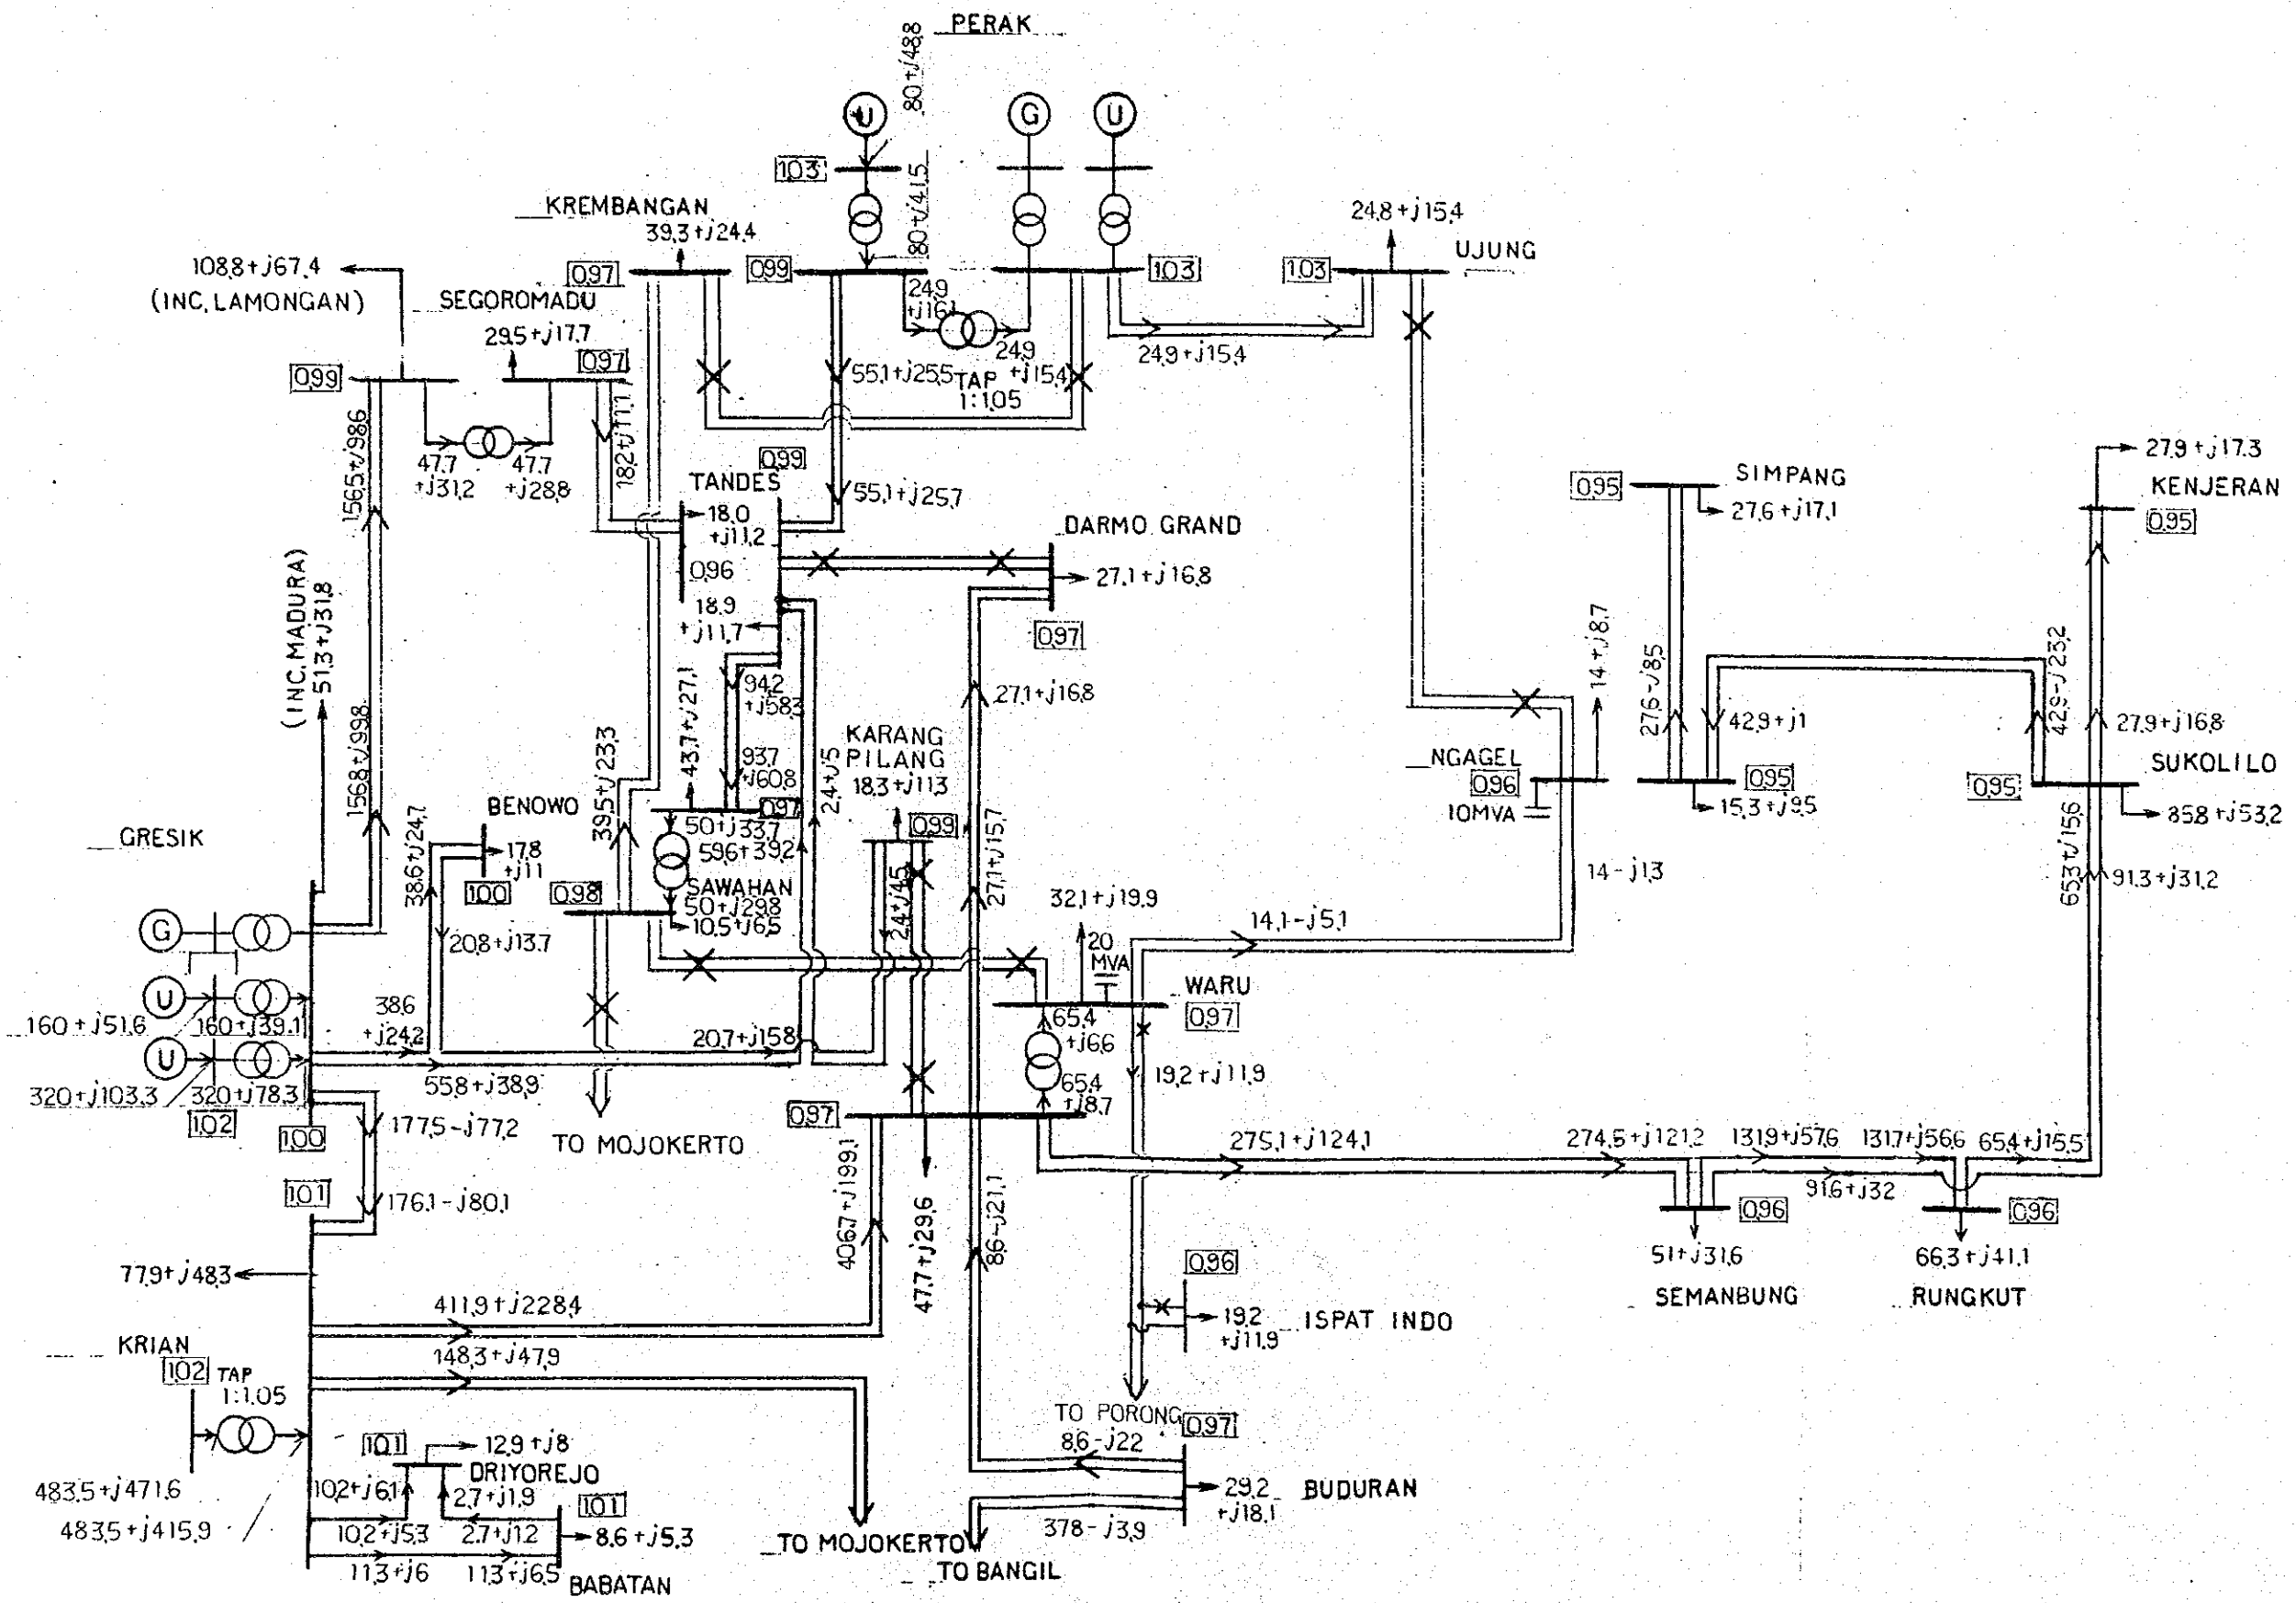 PERAK
80+j48.8
U
G
U
1.03
80+j41.5
KREMBANGAN
39.3+j24.4
0.97
0.99
1.03
24.8+j15.4
1.03
UJUNG
108.8+j67.4
(INC. LAMONGAN)
SEGOROMADU
29.5+j17.7
0.97
0.99
24.9
+j16.1
24.9
+j15.4
TAP
1:1.05
24.9+j15.4
55.1+j25.5
156.5+j98.6
47.7
+j31.2
47.7
+j28.8
18.2+j11.1
0.99
TANDES
18.0
+j11.2
0.96
18.9
+j11.7
55.1+j25.7
DARMO GRAND
27.1+j16.8
0.97
0.95
SIMPANG
27.6+j17.1
27.9+j17.3
KENJERAN
0.95
(INC. MADURA)
51.3+j31.8
156.8+j99.8
43.7+j27.1
94.2
+j58.3
93.7
+j60.8
2.4+j5
KARANG
PILANG
18.3+j11.3
0.99
27.1+j16.8
14+j8.7
27.6-j8.5
42.9+j1
42.9-j23.2
27.9+j16.8
NGAGEL
0.96
10MVA
0.95
15.3+j9.5
SUKOLILO
0.95
85.8+j53.2
GRESIK
BENOWO
17.8
+j11
1.00
38.6+j24.7
39.5+j23.3
0.97
50+j33.7
59.6+39.2
SAWAHAN
50+j29.8
10.5+j6.5
0.98
2.4+j4.5
27.1+j15.7
14-j1.3
65.3+j15.6
91.3+j31.2
G
U
U
20.8+j13.7
32.1+j19.9
20
MVA
14.1-j5.1
WARU
0.97
160+j51.6
160+j39.1
320+j103.3
320+j78.3
1.02
1.00
38.6
+j24.2
55.8+j38.9
20.7+j15.8
65.4
+j6.6
65.4
+j8.7
19.2+j11.9
0.97
177.5-j77.2
TO MOJOKERTO
275.1+j124.1
274.5+j121.2
131.9+j57.6
131.7+j56.6
65.4+j15.5
91.6+j32
1.01
176.1-j80.1
406.7+j199.1
47.7+j29.6
8.6-j21.1
0.96
51+j31.6
SEMANBUNG
0.96
66.3+j41.1
RUNGKUT
77.9+j48.3
0.96
19.2
+j11.9
ISPAT INDO
411.9+j228.4
KRIAN
1.02
TAP
1:1.05
148.3+j47.9
TO PORONG
0.97
8.6-j22
29.2
+j18.1
BUDURAN
37.8-j3.9
483.5+j471.6
483.5+j415.9
1.01
12.9+j8
DRIYOREJO
10.2+j6.1
2.7+j1.9
1.01
10.2+j5.3
2.7+j1.2
8.6+j5.3
11.3+j6
11.3+j6.5
BABATAN
TO MOJOKERTO
TO BANGIL